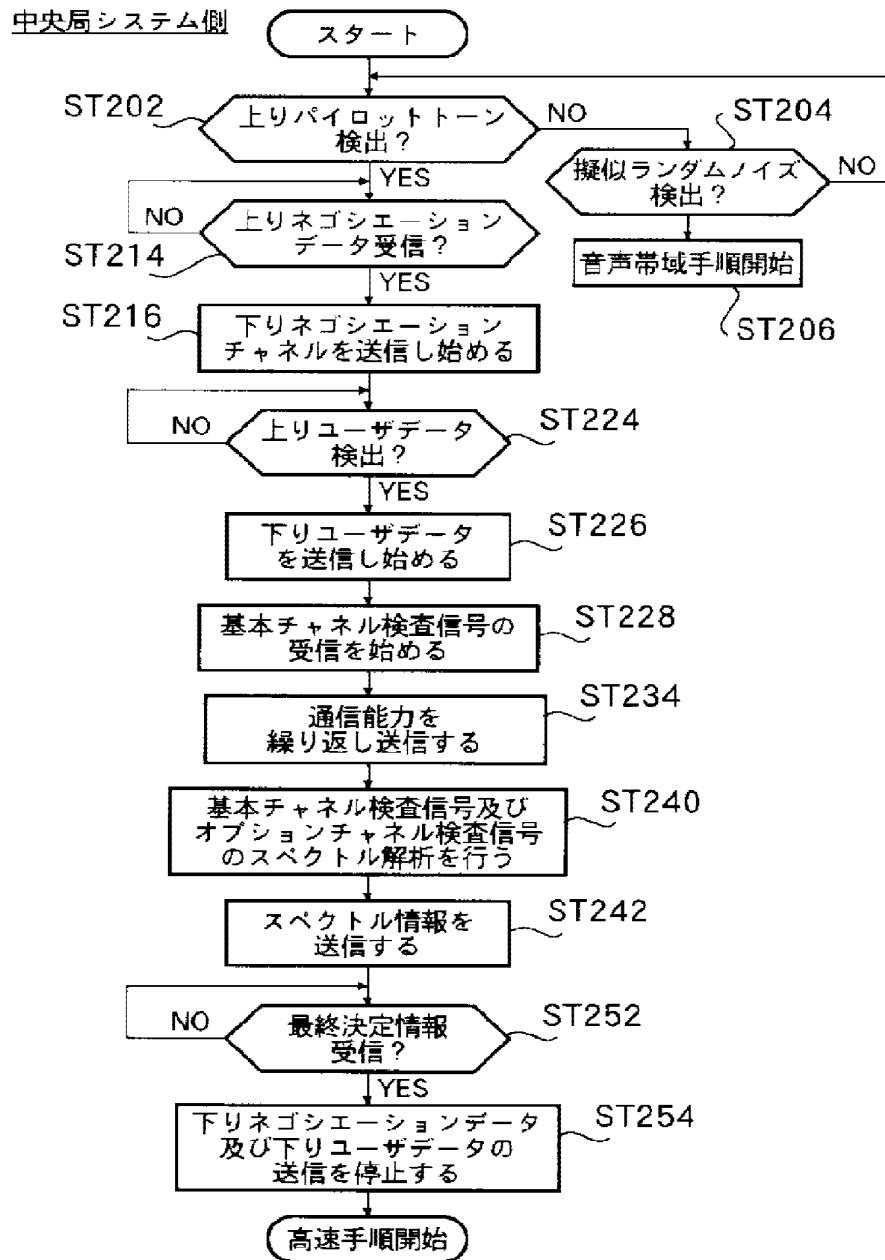 中央局システム側
スタート
ST202
上りパイロットトーン
検出?
NO
ST204
擬似ランダムノイズ
検出?
NO
YES
音声帯域手順開始
ST206
NO
上りネゴシエーション
データ受信?
ST214
YES
ST216
下りネゴシエーション
チャネルを送信し始める
NO
上りユーザデータ
検出?
ST224
YES
下りユーザデータ
を送信し始める
ST226
基本チャネル検査信号の
受信を始める
ST228
通信能力を
繰り返し送信する
ST234
基本チャネル検査信号及び
オプションチャネル検査信号
のスペクトル解析を行う
ST240
スペクトル情報を
送信する
ST242
NO
最終決定情報
受信?
ST252
YES
下りネゴシエーションデータ
及び下りユーザデータの
送信を停止する
ST254
高速手順開始